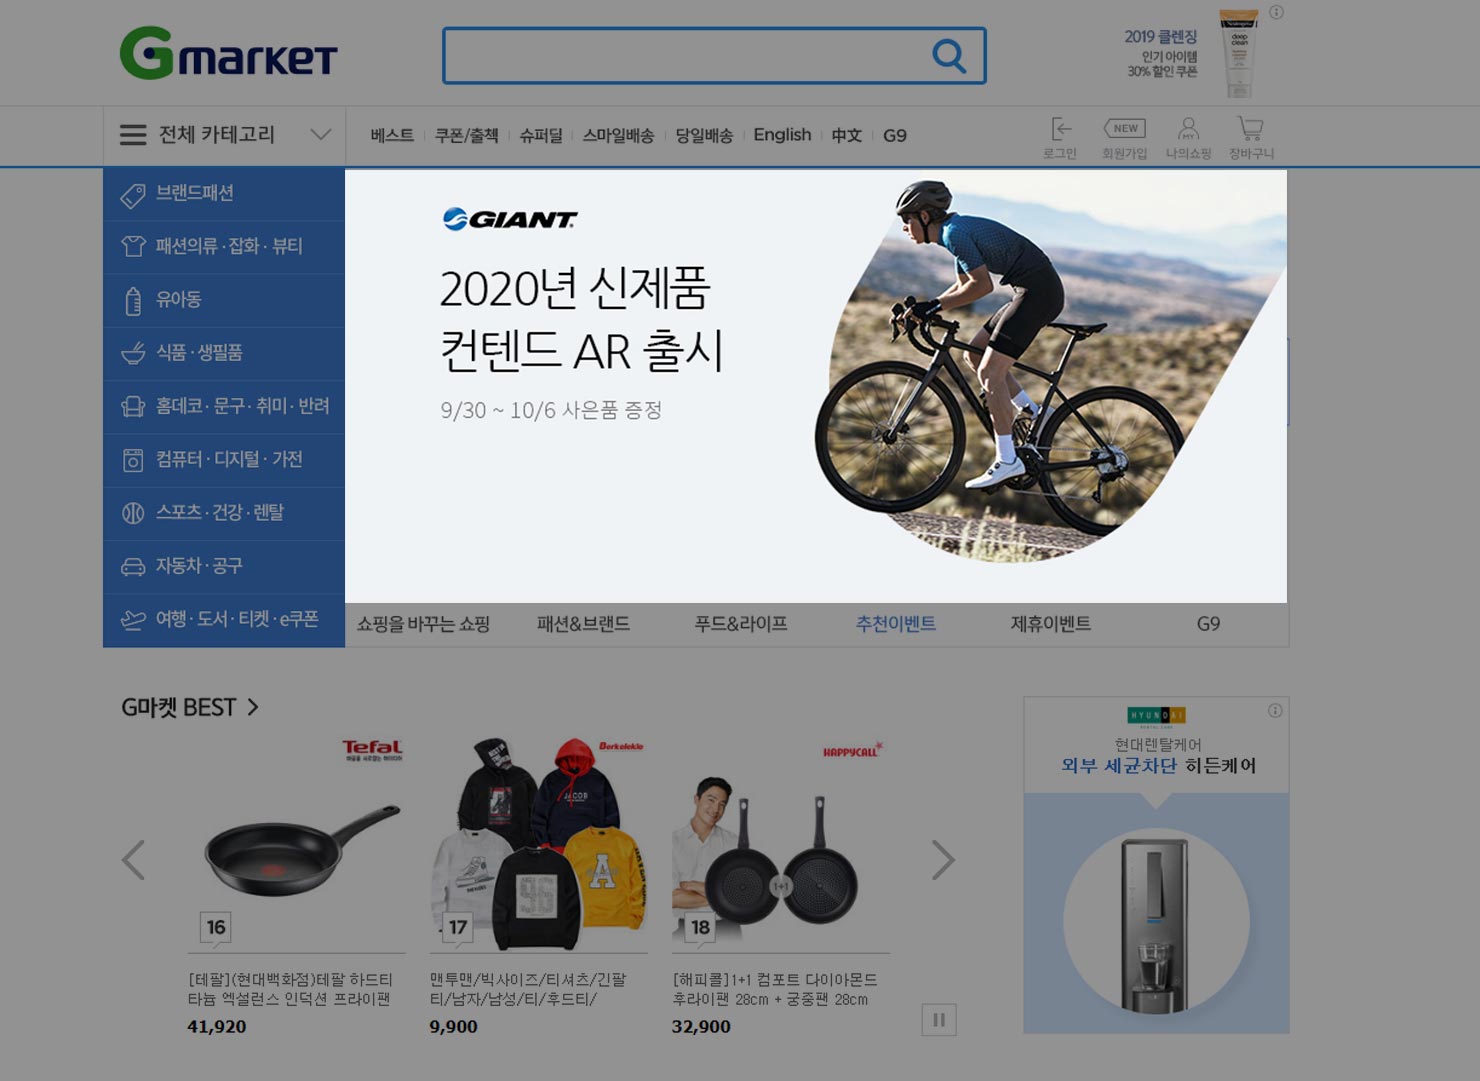 Gmarket
2019 클렌징
인기 아이템
30% 할인 쿠폰
Neutrogena
deep
clean
전체 카테고리
베스트 쿠폰/출첵 슈퍼딜 스마일배송 당일배송 English 中文 G9
NEW
MY
로그인 회원가입 나의쇼핑 장바구니
브랜드패션
패션의류·잡화·뷰티
유아동
식품·생필품
홈데코·문구·취미·반려
컴퓨터·디지털·가전
스포츠·건강·렌탈
자동차·공구
여행·도서·티켓·e쿠폰
GIANT
2020년 신제품
컨텐드 AR 출시
9/30 ~ 10/6 사은품 증정
쇼핑을 바꾸는 쇼핑 패션&브랜드 푸드&라이프 추천이벤트 제휴이벤트 G9
G마켓 BEST
Tefal
16
[테팔](현대백화점)테팔 하드티
타늄 엑설런스 인덕션 프라이팬
41,920
Berkelekle
JACOB
96
A
17
맨투맨/빅사이즈/티셔츠/긴팔
티/남자/남성/티/후드티/
9,900
HAPPYCALL
1+1
18
[해피콜]1+1 컴포트 다이아몬드
후라이팬 28cm + 궁중팬 28cm
32,900
HYUNDAI
RENTAL CARE
현대렌탈케어
외부 세균차단 히든케어